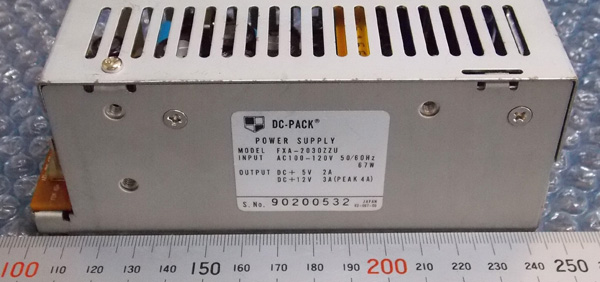 DC-PACK®
POWER SUPPLY
MODEL FXA-2030ZZU
INPUT AC100-120V 50/60Hz
67W
OUTPUT DC+ 5V 2A
DC+12V 3A(PEAK 4A)
S. No. 90200532 JAPAN
100 110 120 130 140 150 160 170 180 190 200 210 220 230 240 250 260